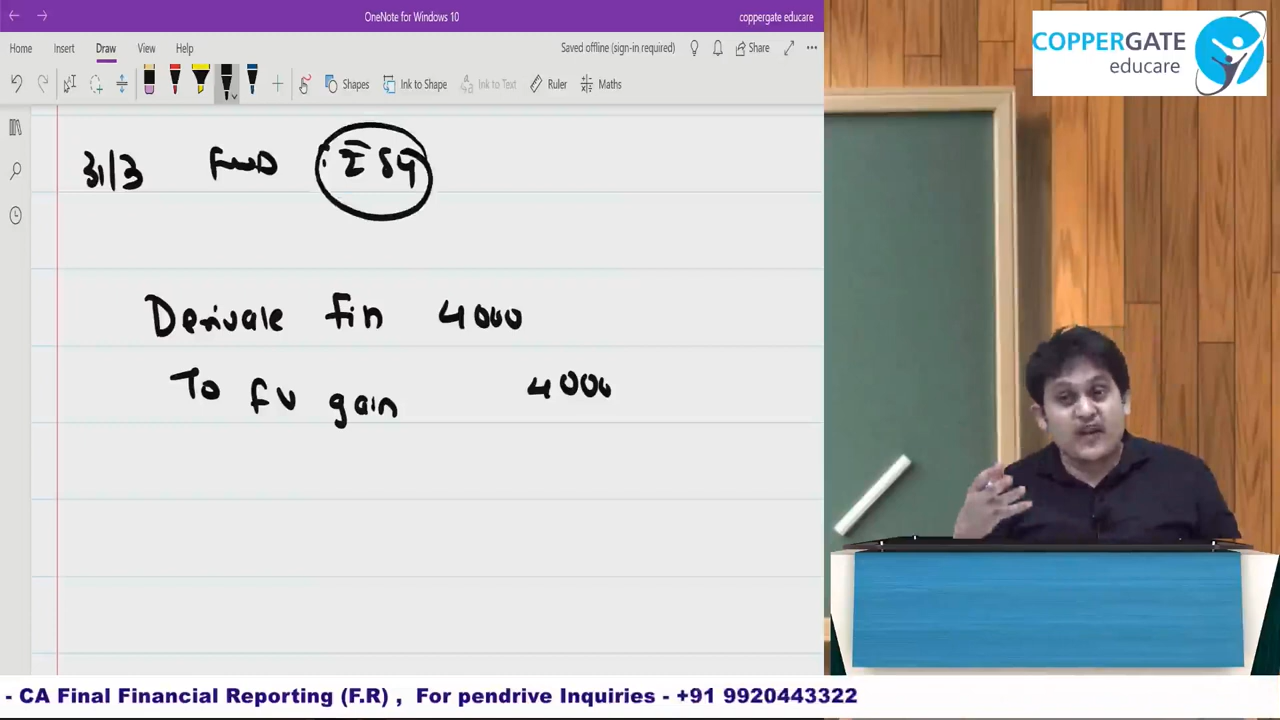 OneNote for Windows 10
coppergate educare
Home Insert Draw View Help
Saved offline (sign-in required) Share
Shapes Ink to Shape Ink to Text Ruler Maths
COPPERGATE
educare
31/3
Derivate fin 4000
To fv gain 4000
- CA Final Financial Reporting (F.R) , For pendrive Inquiries - +91 9920443322